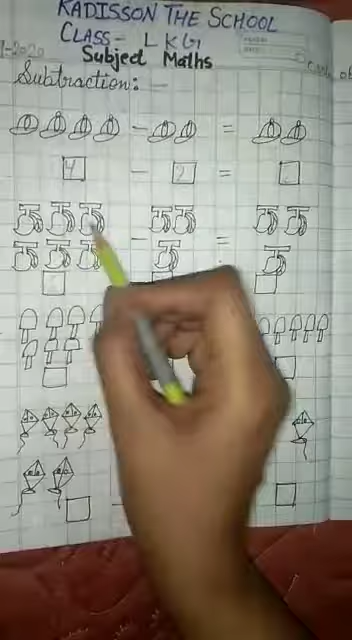 RADISSON THE SCHOOL
CLASS- LKG
Subject Maths
Subtraction: -
- =
4 - 2 = 2
- =